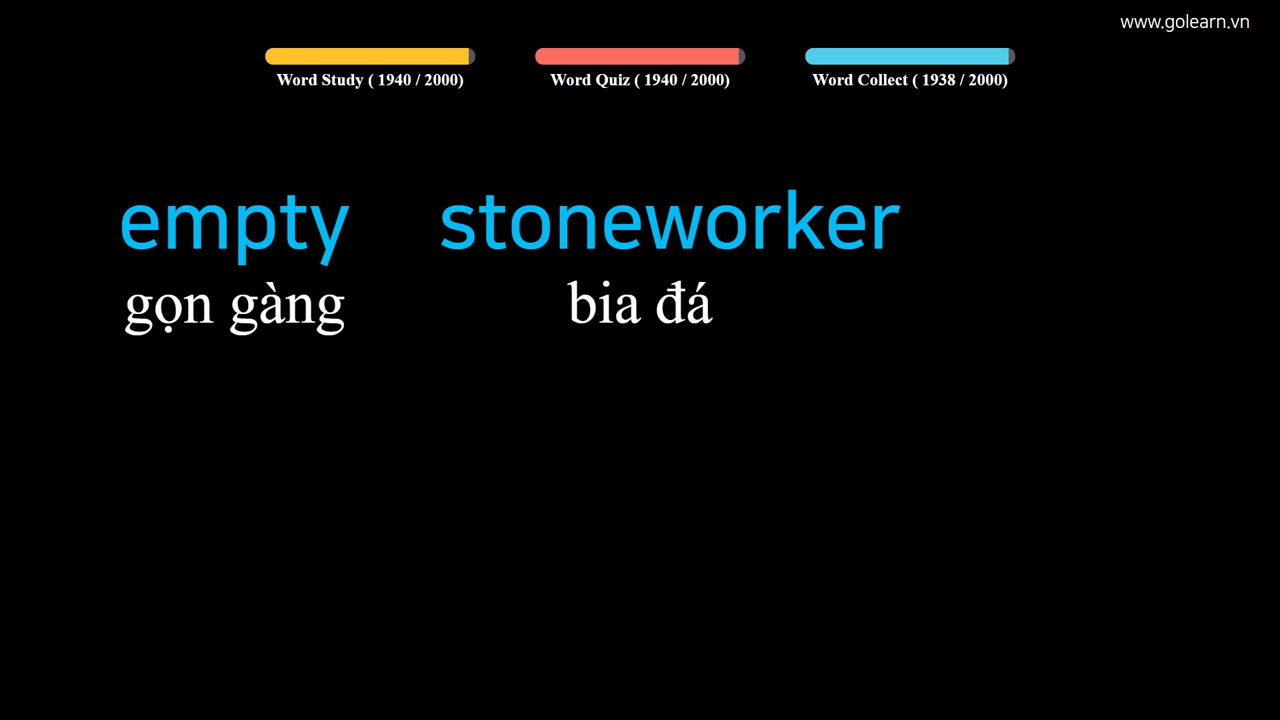 www.golearn.vn
Word Study ( 1940 / 2000) Word Quiz ( 1940 / 2000) Word Collect ( 1938 / 2000)
empty stoneworker
gọn gàng bia đá